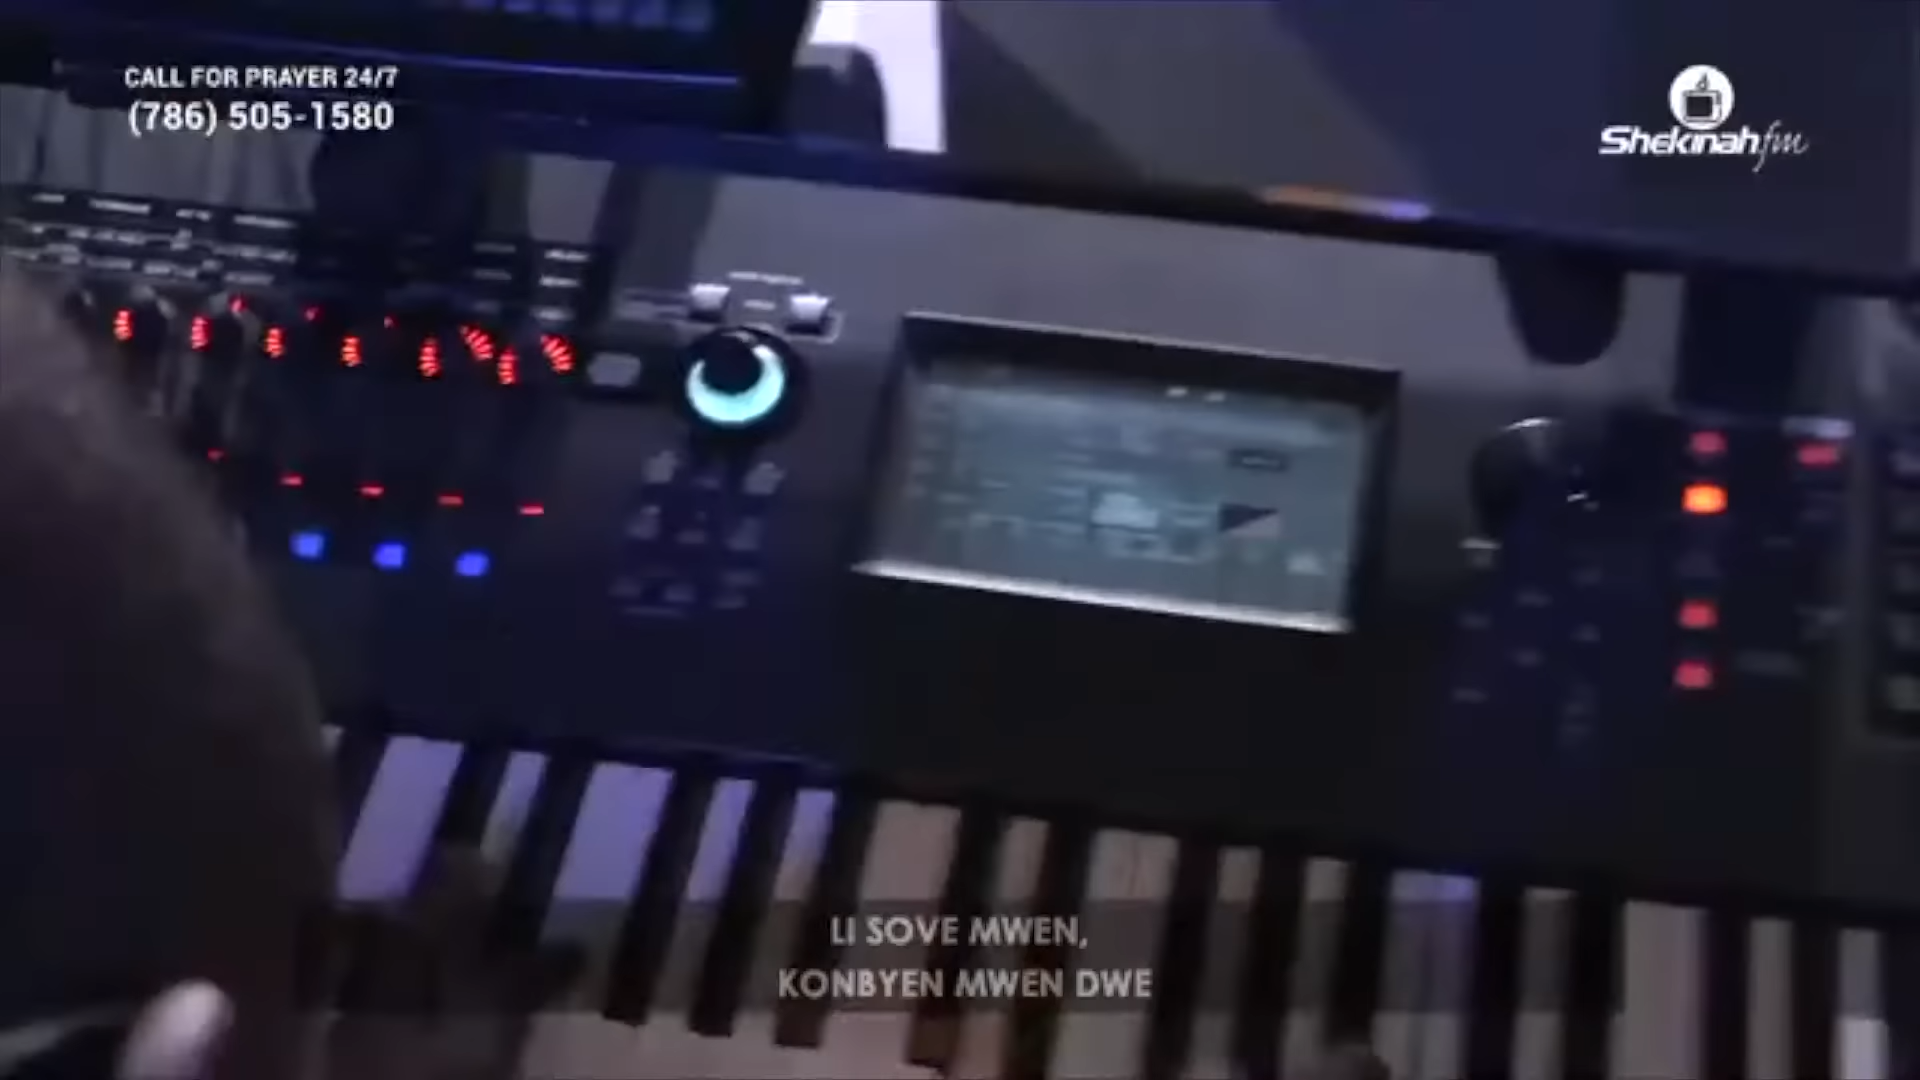 CALL FOR PRAYER 24/7
(786) 505-1580
Shekinah fm
LI SOVE MWEN,
KONBYEN MWEN DWE